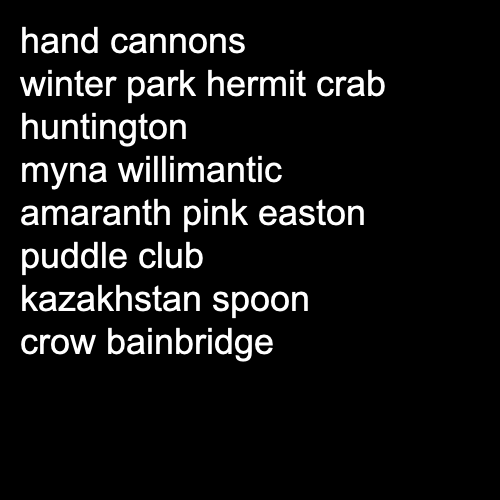 hand cannons
winter park hermit crab
huntington
myna willimantic
amaranth pink easton
puddle club
kazakhstan spoon
crow bainbridge